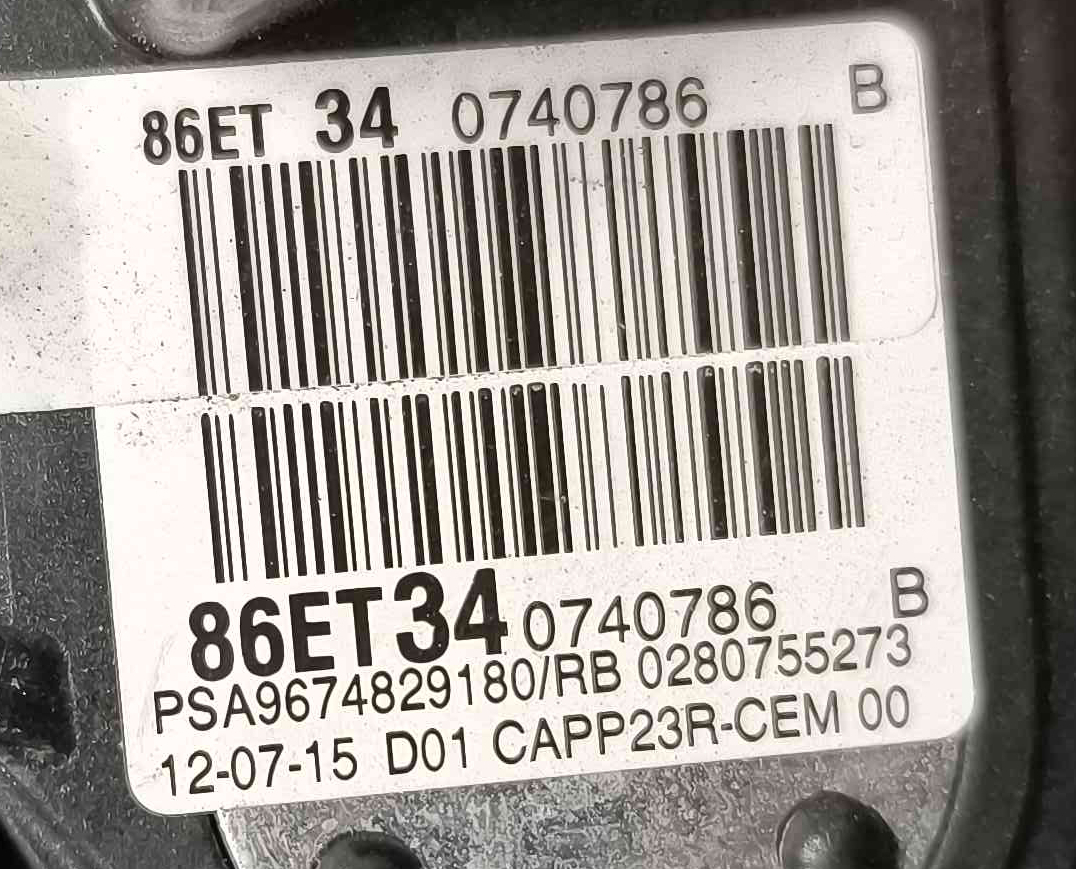 86ET 34 0740786 B
86ET34 0740786 B
PSA9674829180/RB 0280755273
12-07-15 D01 CAPP23R-CEM 00